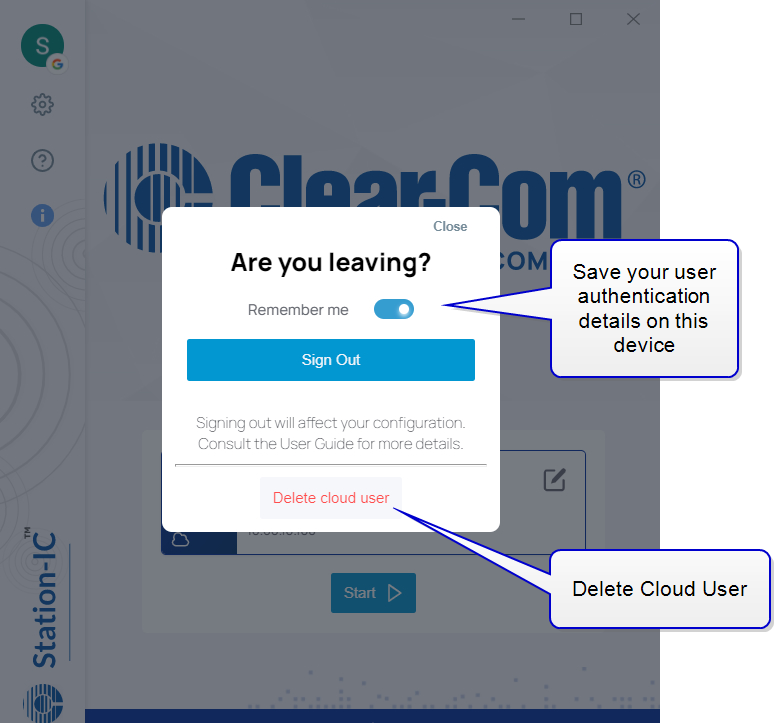 S
Clear-Com®
COM
Close
Are you leaving?
Remember me
Sign Out
Signing out will affect your configuration.
Consult the User Guide for more details.
Delete cloud user
Start
Station-IC™
Save your user
authentication
details on this
device
Delete Cloud User